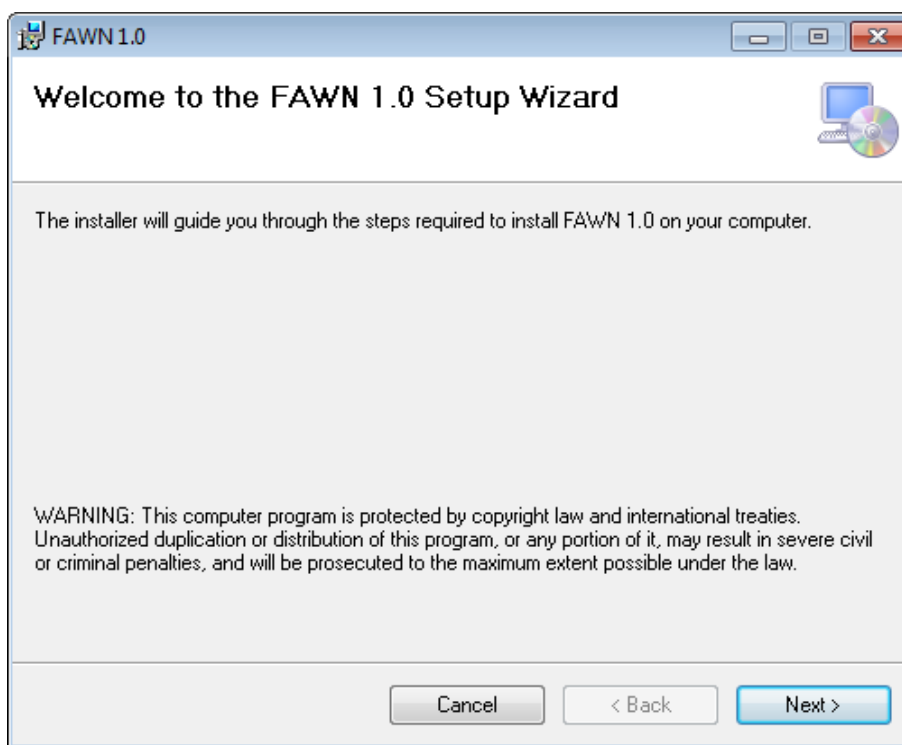 FAWN 1.0
Welcome to the FAWN 1.0 Setup Wizard
The installer will guide you through the steps required to install FAWN 1.0 on your computer.
WARNING: This computer program is protected by copyright law and international treaties.
Unauthorized duplication or distribution of this program, or any portion of it, may result in severe civil
or criminal penalties, and will be prosecuted to the maximum extent possible under the law.
Cancel < Back Next >